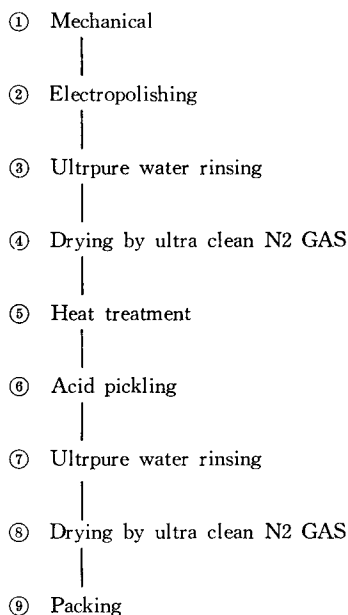 ① Mechanical
② Electropolishing
③ Ultrpure water rinsing
④ Drying by ultra clean N2 GAS
⑤ Heat treatment
⑥ Acid pickling
⑦ Ultrpure water rinsing
⑧ Drying by ultra clean N2 GAS
⑨ Packing